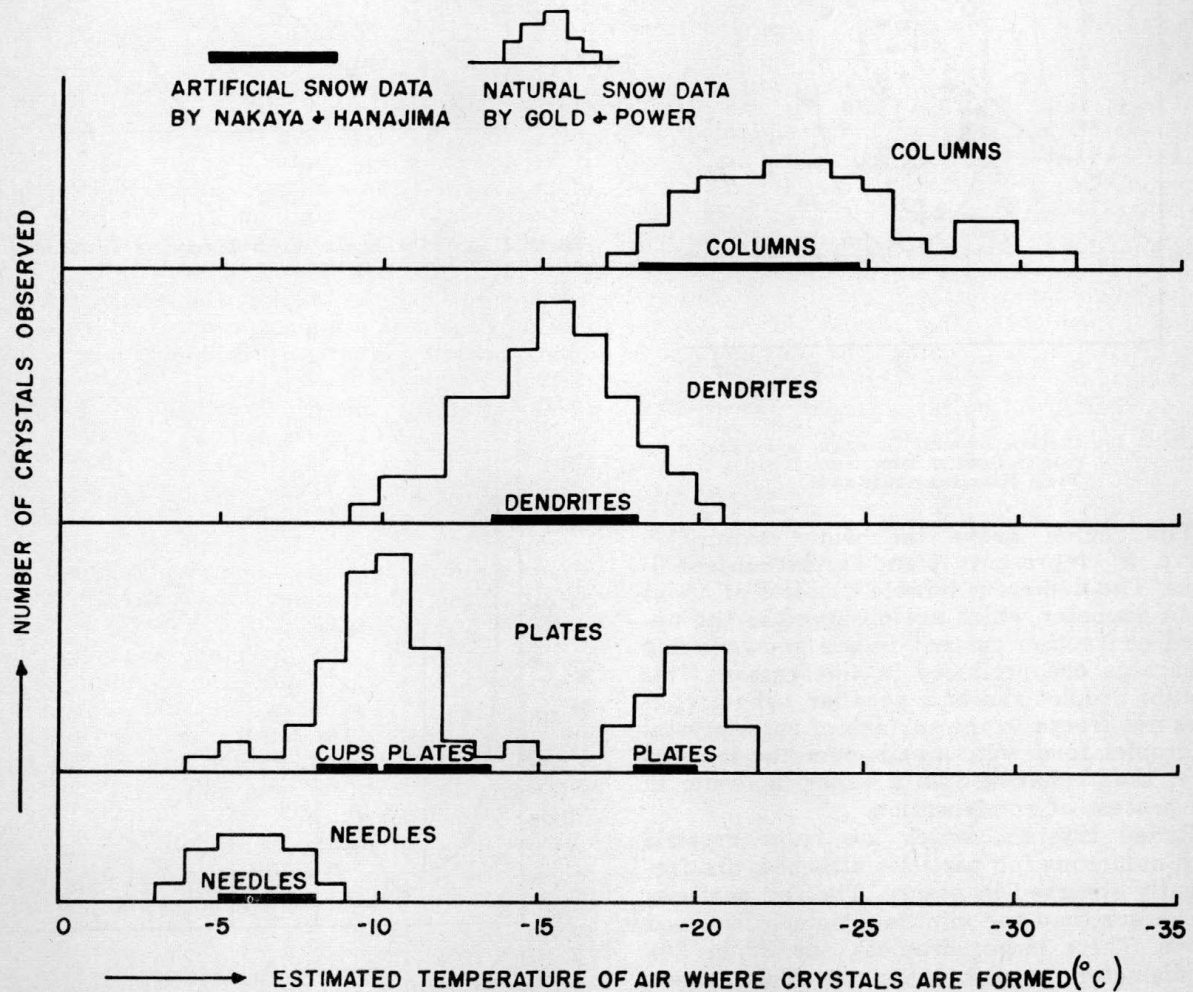 ARTIFICIAL SNOW DATA
BY NAKAYA & HANAJIMA
NATURAL SNOW DATA
BY GOLD & POWER
COLUMNS
COLUMNS
DENDRITES
DENDRITES
PLATES
CUPS PLATES PLATES
NEEDLES
NEEDLES
0 -5 -10 -15 -20 -25 -30 -35
NUMBER OF CRYSTALS OBSERVED
ESTIMATED TEMPERATURE OF AIR WHERE CRYSTALS ARE FORMED (°C)